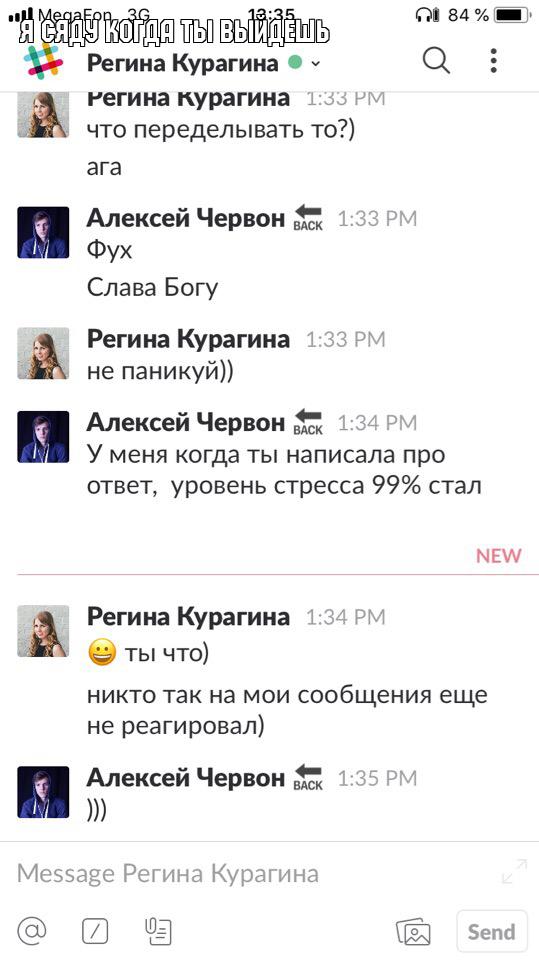 MegaFon 3G 13:35 84 %
Я СЯДУ КОГДА ТЫ ВЫЙДЕШЬ
Регина Курагина
Регина Курагина 1:33 PM
что переделывать то?)
ага
Алексей Червон BACK 1:33 PM
Фух
Слава Богу
Регина Курагина 1:33 PM
не паникуй))
Алексей Червон BACK 1:34 PM
У меня когда ты написала про
ответ, уровень стресса 99% стал
NEW
Регина Курагина 1:34 PM
ты что)
никто так на мои сообщения еще
не реагировал)
Алексей Червон BACK 1:35 PM
)))
Message Регина Курагина
Send